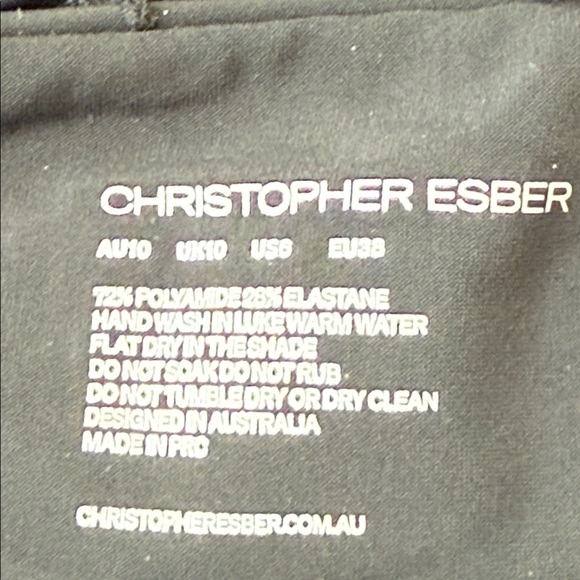 CHRISTOPHER ESBER
AU10 UK10 US6 EU38
72% POLYAMIDE 28% ELASTANE
HAND WASH IN LUKE WARM WATER
FLAT DRY IN THE SHADE
DO NOT SOAK DO NOT RUB
DO NOT TUMBLE DRY OR DRY CLEAN
DESIGNED IN AUSTRALIA
MADE IN PRC
CHRISTOPHERESBER.COM.AU